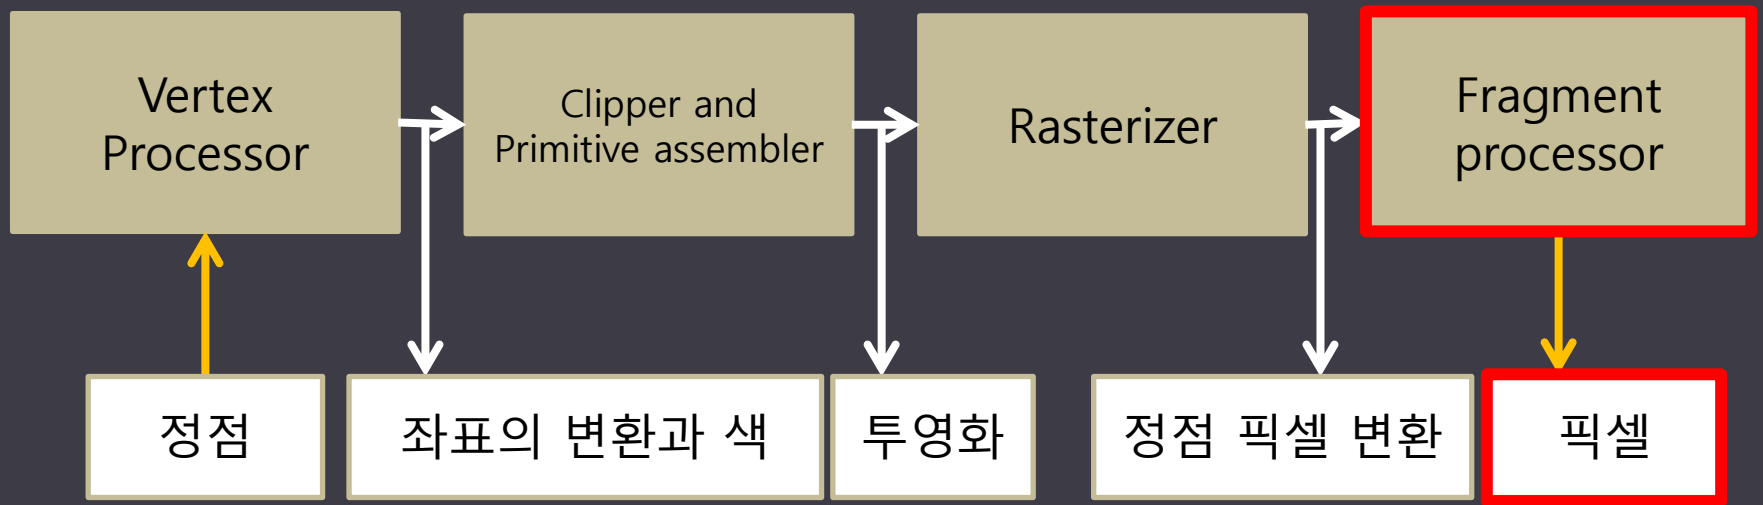 Vertex
Processor
Clipper and
Primitive assembler
Rasterizer
Fragment
processor
정점
좌표의 변환과 색
투영화
정점 픽셀 변환
픽셀